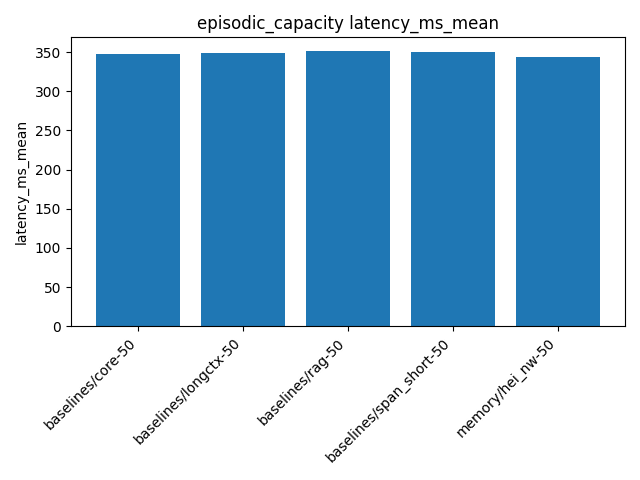 episodic_capacity latency_ms_mean
latency_ms_mean
350
300
250
200
150
100
50
0
baselines/core-50
baselines/longctx-50
baselines/rag-50
baselines/span_short-50
memory/hei_nw-50